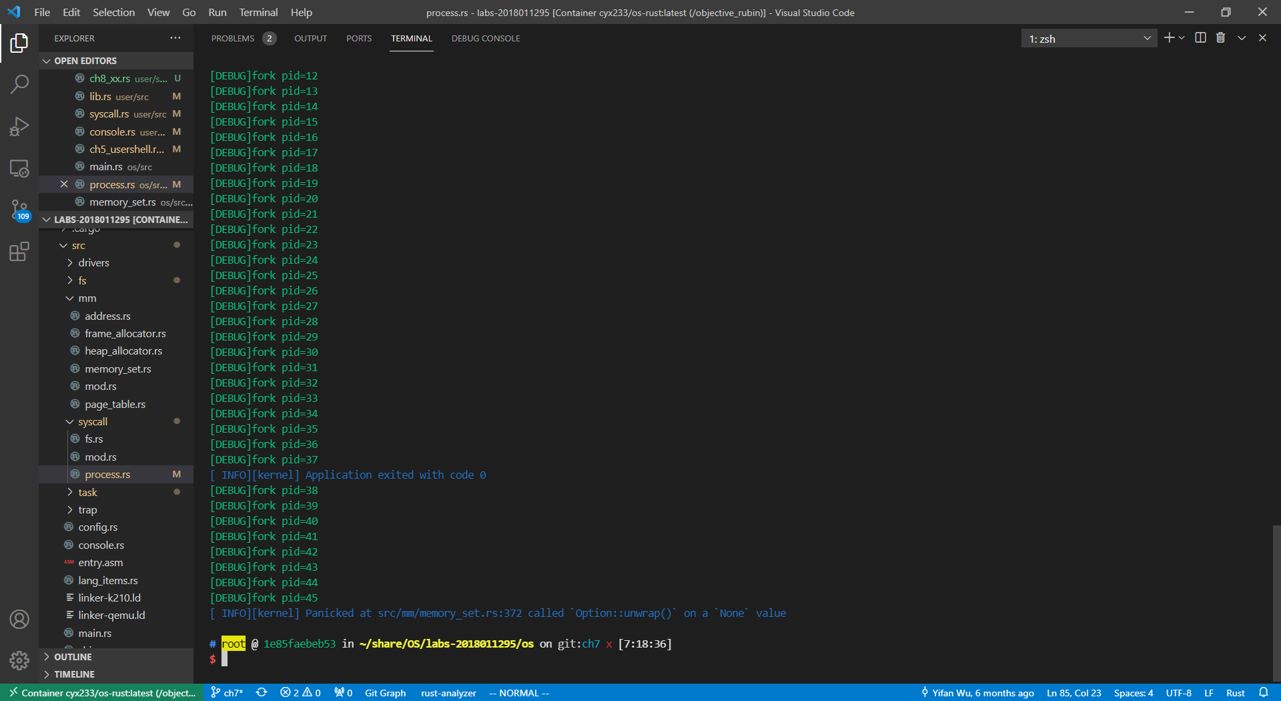 File Edit Selection View Go Run Terminal Help
process.rs - labs-2018011295 [Container cyx233/os-rust:latest (/objective_rubin)] - Visual Studio Code
EXPLORER
OPEN EDITORS
ch8_xx.rs user/s... U
lib.rs user/src M
syscall.rs user/src M
console.rs user... M
ch5_usershell.r... M
main.rs os/src
process.rs os/sr... M
memory_set.rs os/src...
109
LABS-2018011295 [CONTAINE...
.cargo
src
drivers
fs
mm
address.rs
frame_allocator.rs
heap_allocator.rs
memory_set.rs
mod.rs
page_table.rs
syscall
fs.rs
mod.rs
process.rs M
task
trap
config.rs
console.rs
ASM entry.asm
lang_items.rs
linker-k210.ld
linker-qemu.ld
main.rs
OUTLINE
TIMELINE
PROBLEMS 2 OUTPUT PORTS TERMINAL DEBUG CONSOLE
1: zsh
[DEBUG]fork pid=12
[DEBUG]fork pid=13
[DEBUG]fork pid=14
[DEBUG]fork pid=15
[DEBUG]fork pid=16
[DEBUG]fork pid=17
[DEBUG]fork pid=18
[DEBUG]fork pid=19
[DEBUG]fork pid=20
[DEBUG]fork pid=21
[DEBUG]fork pid=22
[DEBUG]fork pid=23
[DEBUG]fork pid=24
[DEBUG]fork pid=25
[DEBUG]fork pid=26
[DEBUG]fork pid=27
[DEBUG]fork pid=28
[DEBUG]fork pid=29
[DEBUG]fork pid=30
[DEBUG]fork pid=31
[DEBUG]fork pid=32
[DEBUG]fork pid=33
[DEBUG]fork pid=34
[DEBUG]fork pid=35
[DEBUG]fork pid=36
[DEBUG]fork pid=37
[ INFO][kernel] Application exited with code 0
[DEBUG]fork pid=38
[DEBUG]fork pid=39
[DEBUG]fork pid=40
[DEBUG]fork pid=41
[DEBUG]fork pid=42
[DEBUG]fork pid=43
[DEBUG]fork pid=44
[DEBUG]fork pid=45
[ INFO][kernel] Panicked at src/mm/memory_set.rs:372 called `Option::unwrap()` on a `None` value
# root @ 1e85faebeb53 in ~/share/OS/labs-2018011295/os on git:ch7 x [7:18:36]
$
Container cyx233/os-rust:latest (/object... ch7* 2 0 0 Git Graph rust-analyzer -- NORMAL -- Yifan Wu, 6 months ago Ln 85, Col 23 Spaces: 4 UTF-8 LF Rust